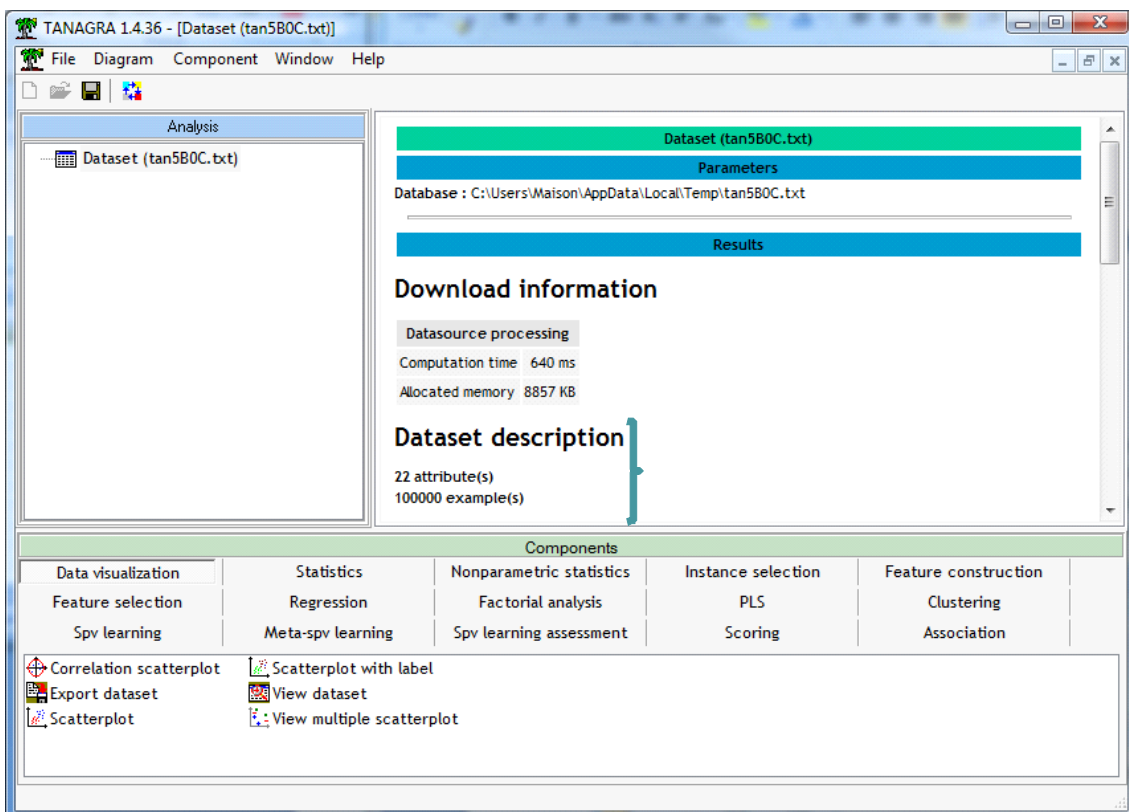 TANAGRA 1.4.36 - [Dataset (tan5B0C.txt)]
File Diagram Component Window Help
Analysis
Dataset (tan5B0C.txt)
Dataset (tan5B0C.txt)
Parameters
Database : C:\Users\Maison\AppData\Local\Temp\tan5B0C.txt
Results
Download information
Datasource processing
Computation time 640 ms
Allocated memory 8857 KB
Dataset description
22 attribute(s)
100000 example(s)
Components
Data visualization Statistics Nonparametric statistics Instance selection Feature construction
Feature selection Regression Factorial analysis PLS Clustering
Spv learning Meta-spv learning Spv learning assessment Scoring Association
Correlation scatterplot Scatterplot with label
Export dataset View dataset
Scatterplot View multiple scatterplot